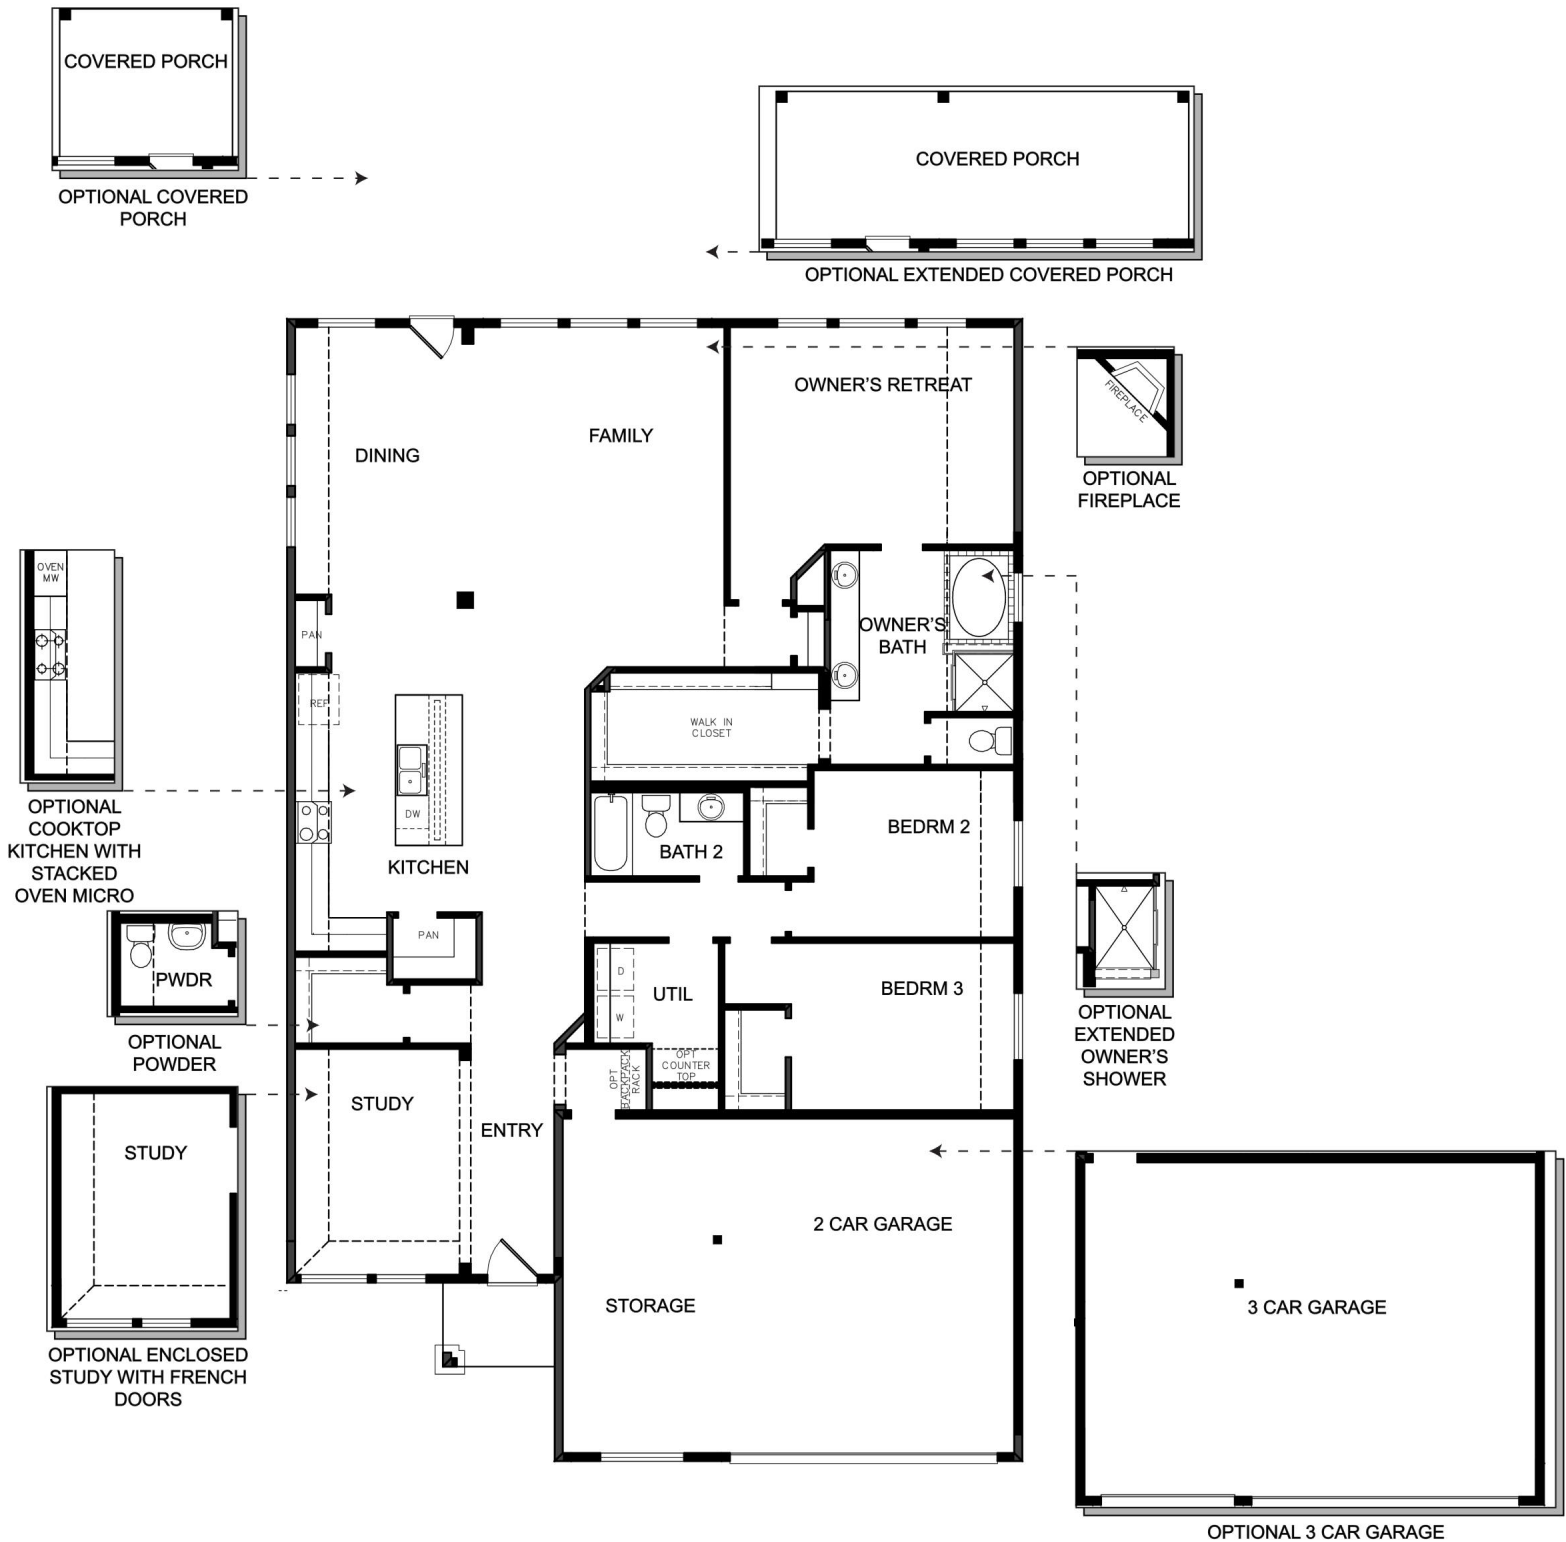 COVERED PORCH
OPTIONAL COVERED
PORCH
COVERED PORCH
OPTIONAL EXTENDED COVERED PORCH
OWNER'S RETREAT
FAMILY
DINING
FIREPLACE
OPTIONAL
FIREPLACE
OVEN
MW
OPTIONAL
COOKTOP
KITCHEN WITH
STACKED
OVEN MICRO
PAN
REF
DW
KITCHEN
PAN
OWNER'S
BATH
WALK IN
CLOSET
BATH 2
BEDRM 2
BEDRM 3
D
W
UTIL
OPT
COUNTER
TOP
OPT
BACKPACK
RACK
PWDR
OPTIONAL
POWDER
STUDY
ENTRY
STUDY
OPTIONAL ENCLOSED
STUDY WITH FRENCH
DOORS
OPTIONAL
EXTENDED
OWNER'S
SHOWER
2 CAR GARAGE
STORAGE
3 CAR GARAGE
OPTIONAL 3 CAR GARAGE